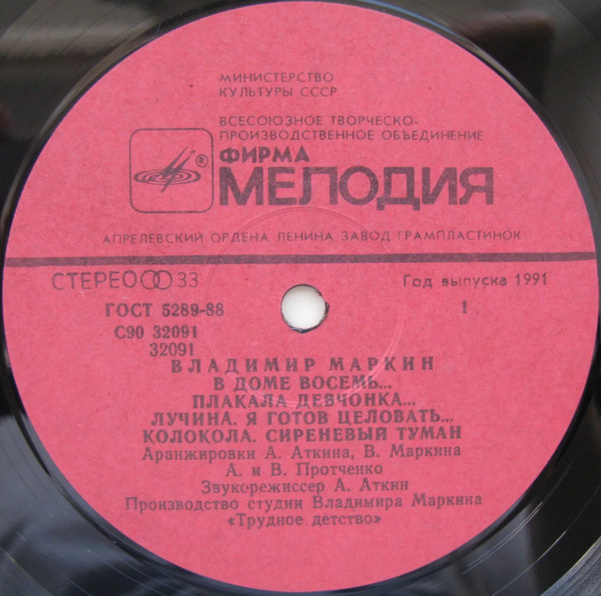 МИНИСТЕРСТВО
КУЛЬТУРЫ СССР
ВСЕСОЮЗНОЕ ТВОРЧЕСКО-
ПРОИЗВОДСТВЕННОЕ ОБЪЕДИНЕНИЕ
®
ФИРМА
МЕЛОДИЯ
АПРЕЛЕВСКИЙ ОРДЕНА ЛЕНИНА ЗАВОД ГРАМПЛАСТИНОК
СТЕРЕО 33
Год выпуска 1991
ГОСТ 5289-88
1
С90 32091
32091
ВЛАДИМИР МАРКИН
В ДОМЕ ВОСЕМЬ...
ПЛАКАЛА ДЕВЧОНКА...
ЛУЧИНА. Я ГОТОВ ЦЕЛОВАТЬ...
КОЛОКОЛА. СИРЕНЕВЫЙ ТУМАН
Аранжировки А. Аткина, В. Маркина
А. и В. Протченко
Звукорежиссер А. Аткин
Производство студии Владимира Маркина
«Трудное детство»